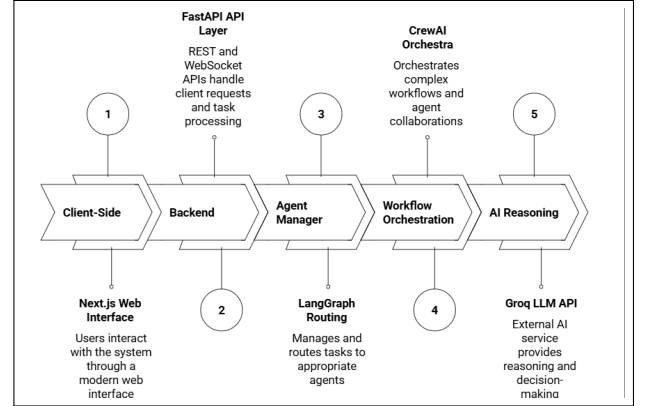 FastAPI API
Layer
REST and
WebSocket
APIs handle
client requests
and task
processing
CrewAI
Orchestra
Orchestrates
complex
workflows and
agent
collaborations
1
3
5
Client-Side
Backend
Agent
Manager
Workflow
Orchestration
AI Reasoning
Next.js Web
Interface
Users interact
with the system
through a
modern web
interface
2
LangGraph
Routing
Manages and
routes tasks to
appropriate
agents
4
Groq LLM API
External AI
service
provides
reasoning and
decision-
making